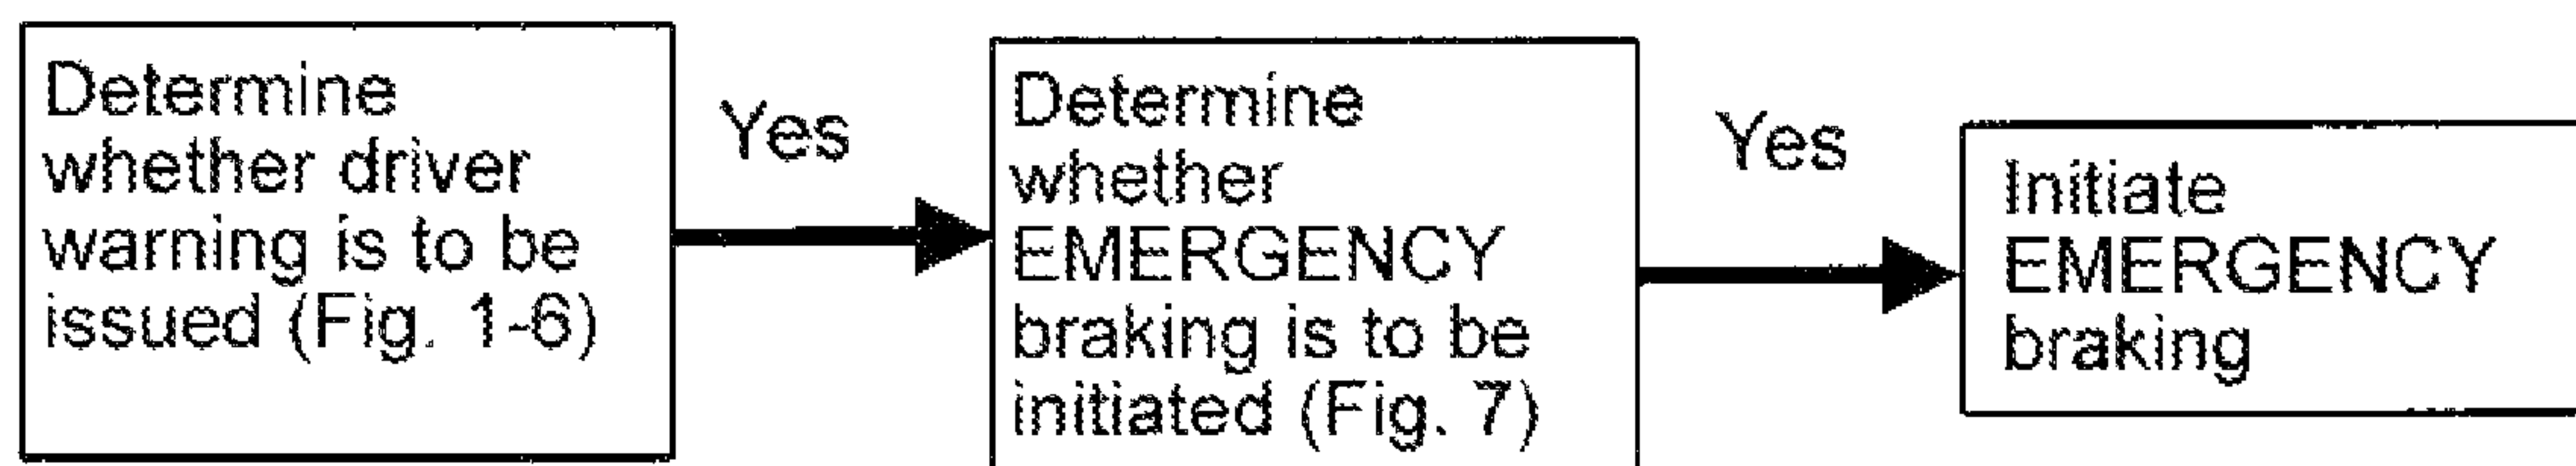 Determine
whether driver
warning is to be
issued (Fig. 1-6)
Yes
Determine
whether
EMERGENCY
braking is to be
initiated (Fig. 7)
Yes
Initiate
EMERGENCY
braking